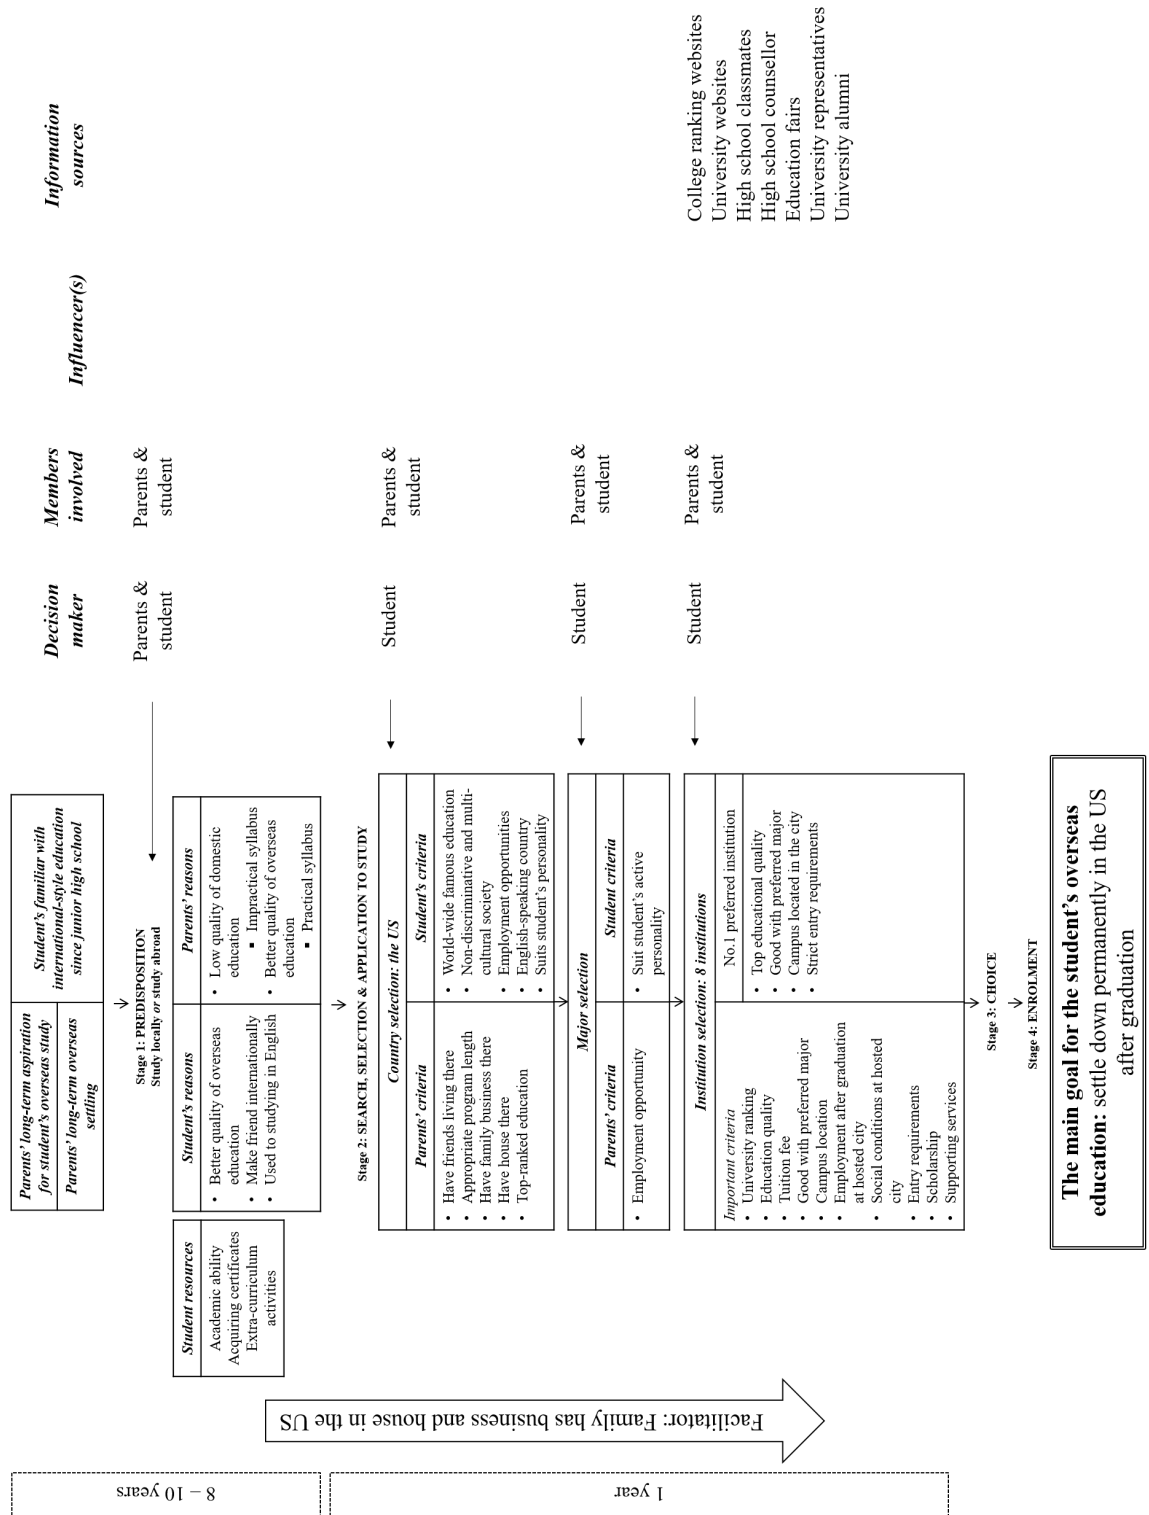 Decision
maker
Members
involved
Influencer(s)
Information
sources
8 – 10 years
1 year
Facilitator: Family has business and house in the US
Parents' long-term aspiration
for student's overseas study
Parents' long-term overseas
settling
Student's familiar with
international-style education
since junior high school
Stage 1: PREDISPOSITION
Study locally or study abroad
Parents &
student
Parents &
student
Student resources
Academic ability
Acquiring certificates
Extra-curriculum
activities
Student's reasons
• Better quality of overseas
education
• Make friend internationally
• Used to studying in English
Parents' reasons
• Low quality of domestic
education
▪ Impractical syllabus
• Better quality of overseas
education
▪ Practical syllabus
Stage 2: SEARCH, SELECTION & APPLICATION TO STUDY
Country selection: the US
Parents' criteria
• Have friends living there
• Appropriate program length
• Have family business there
• Have house there
• Top-ranked education
Student's criteria
• World-wide famous education
• Non-discriminative and multi-
cultural society
• Employment opportunities
• English-speaking country
• Suits student's personality
Student
Parents &
student
Major selection
Parents' criteria
• Employment opportunity
Student criteria
• Suit student's active
personality
Student
Parents &
student
Institution selection: 8 institutions
Important criteria
• University ranking
• Education quality
• Tuition fee
• Good with preferred major
• Campus location
• Employment after graduation
at hosted city
• Social conditions at hosted
city
• Entry requirements
• Scholarship
• Supporting services
No.1 preferred institution
• Top educational quality
• Good with preferred major
• Campus located in the city
• Strict entry requirements
Student
Parents &
student
College ranking websites
University websites
High school classmates
High school counsellor
Education fairs
University representatives
University alumni
Stage 3: CHOICE
Stage 4: ENROLMENT
The main goal for the student's overseas
education: settle down permanently in the US
after graduation